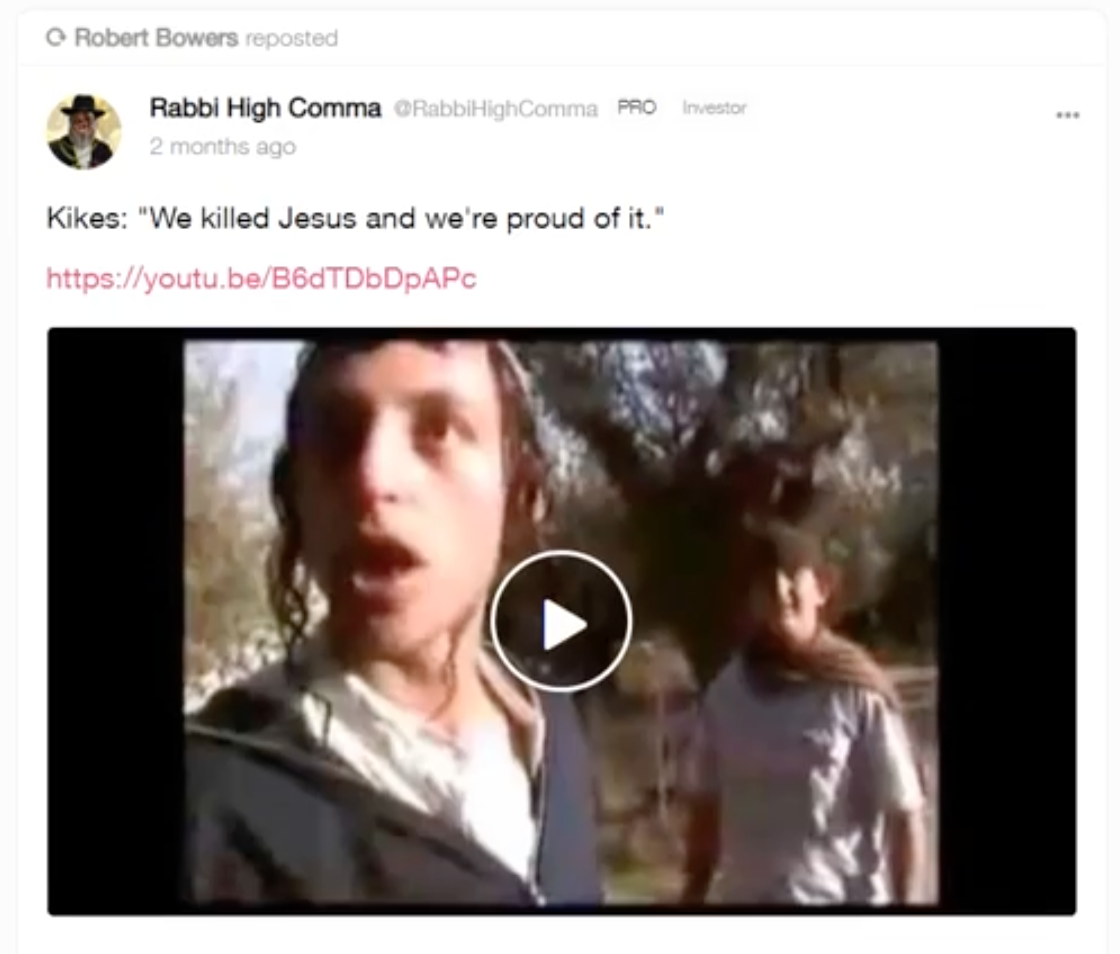 Robert Bowers reposted
Rabbi High Comma @RabbiHighComma PRO Investor
2 months ago
Kikes: "We killed Jesus and we're proud of it."
https://youtu.be/B6dTDbDpAPc